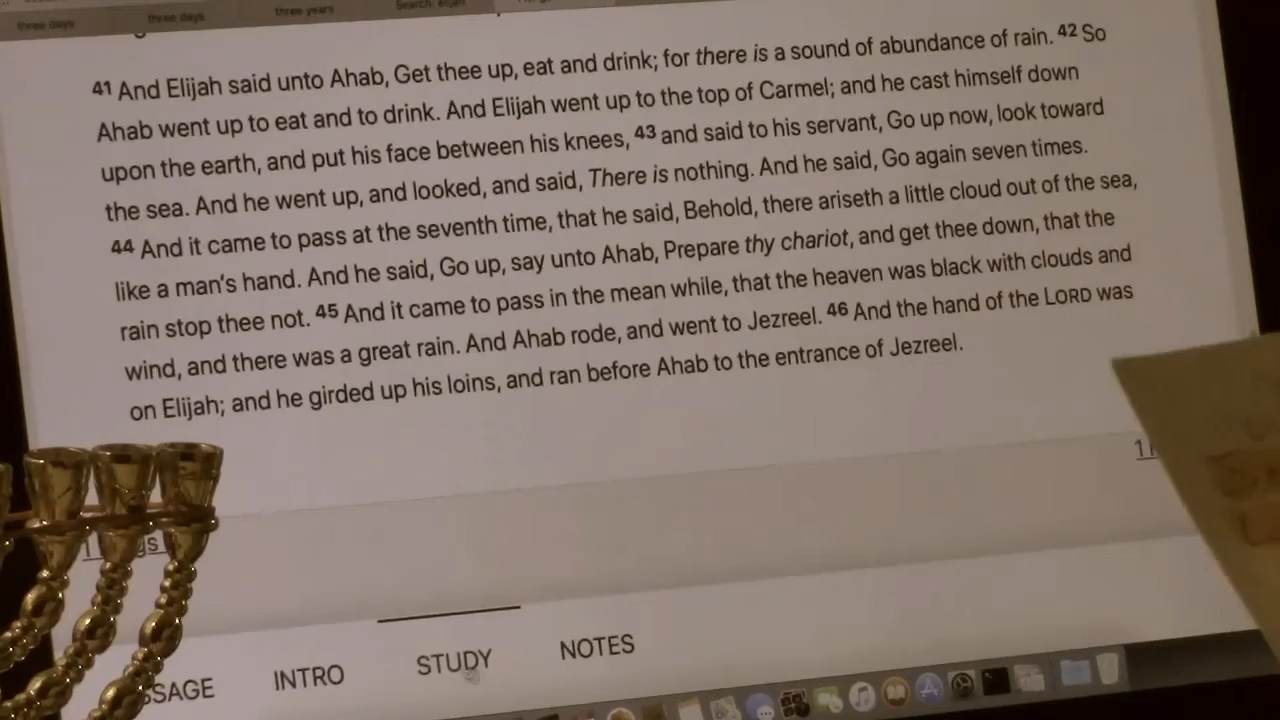 three days
three days
three years
Search: elijah
41 And Elijah said unto Ahab, Get thee up, eat and drink; for there is a sound of abundance of rain. 42 So
Ahab went up to eat and to drink. And Elijah went up to the top of Carmel; and he cast himself down
upon the earth, and put his face between his knees, 43 and said to his servant, Go up now, look toward
the sea. And he went up, and looked, and said, There is nothing. And he said, Go again seven times.
44 And it came to pass at the seventh time, that he said, Behold, there ariseth a little cloud out of the sea,
like a man's hand. And he said, Go up, say unto Ahab, Prepare thy chariot, and get thee down, that the
rain stop thee not. 45 And it came to pass in the mean while, that the heaven was black with clouds and
wind, and there was a great rain. And Ahab rode, and went to Jezreel. 46 And the hand of the LORD was
on Elijah; and he girded up his loins, and ran before Ahab to the entrance of Jezreel.
SSAGE INTRO STUDY NOTES